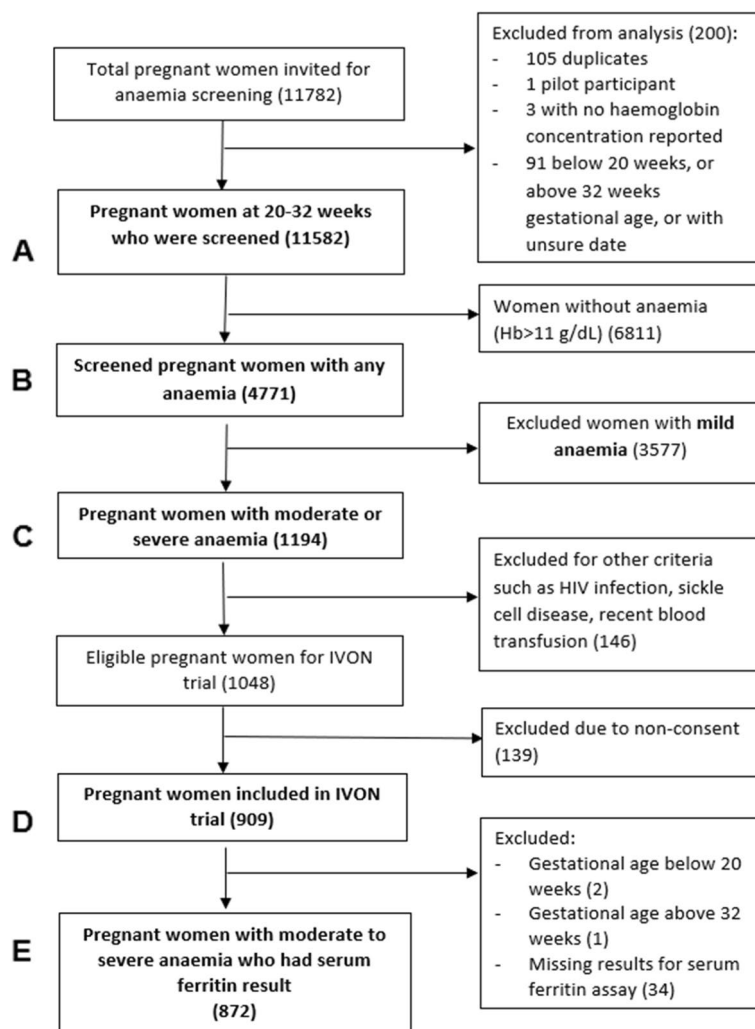 Total pregnant women invited for
anaemia screening (11782)
Excluded from analysis (200):
- 105 duplicates
- 1 pilot participant
- 3 with no haemoglobin
concentration reported
- 91 below 20 weeks, or
above 32 weeks
gestational age, or with
unsure date
A
Pregnant women at 20-32 weeks
who were screened (11582)
Women without anaemia
(Hb>11 g/dL) (6811)
B
Screened pregnant women with any
anaemia (4771)
Excluded women with mild
anaemia (3577)
C
Pregnant women with moderate or
severe anaemia (1194)
Excluded for other criteria
such as HIV infection, sickle
cell disease, recent blood
transfusion (146)
Eligible pregnant women for IVON
trial (1048)
Excluded due to non-consent
(139)
D
Pregnant women included in IVON
trial (909)
Excluded:
- Gestational age below 20
weeks (2)
- Gestational age above 32
weeks (1)
- Missing results for serum
ferritin assay (34)
E
Pregnant women with moderate to
severe anaemia who had serum
ferritin result
(872)